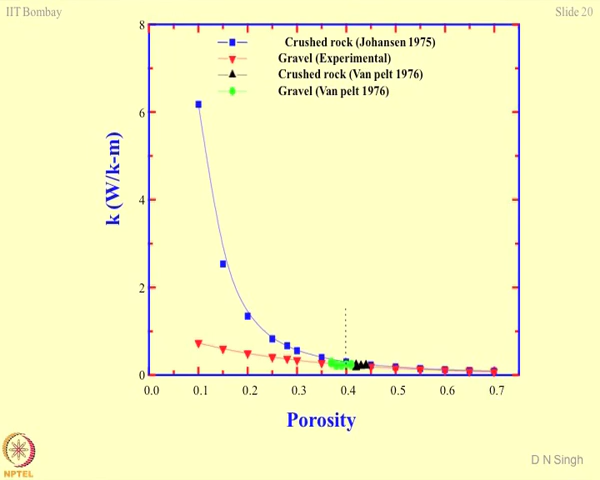 IIT Bombay
Slide 20
Crushed rock (Johansen 1975)
Gravel (Experimental)
Crushed rock (Van pelt 1976)
Gravel (Van pelt 1976)
8
6
4
2
0
k (W/k-m)
0.0 0.1 0.2 0.3 0.4 0.5 0.6 0.7
Porosity
NPTEL
D N Singh